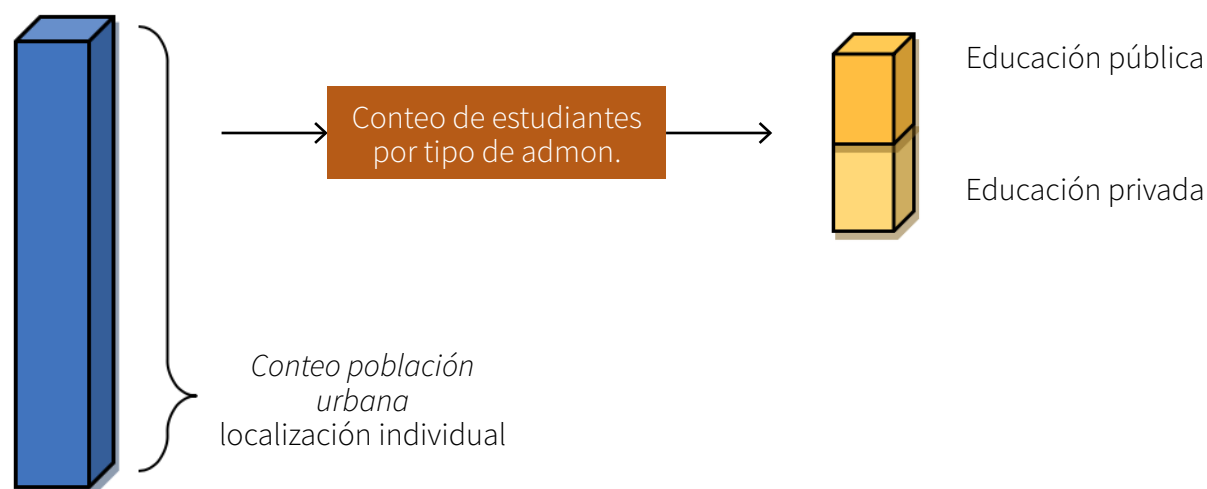 Educación pública
Conteo de estudiantes
por tipo de admon.
Educación privada
Conteo población
urbana
localización individual